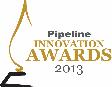 Pipeline
INNOVATION
AWARDS
2013